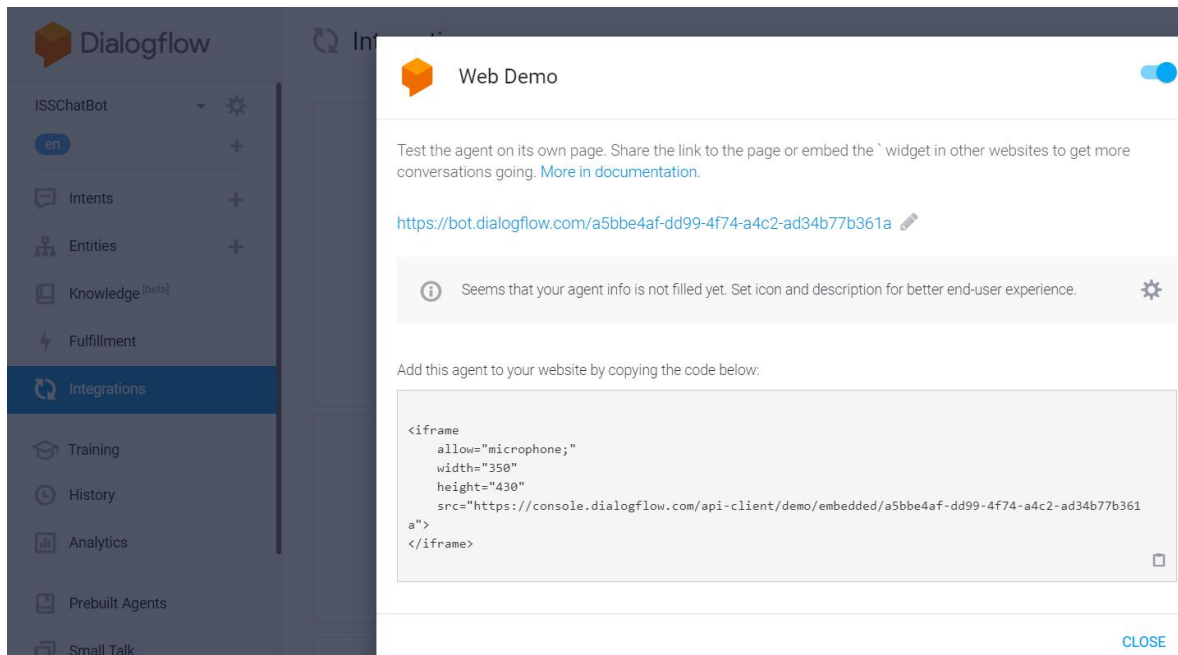 Dialogflow
ISSChatBot
en
Intents
Entities
Knowledge [beta]
Fulfillment
Integrations
Training
History
Analytics
Prebuilt Agents
Small Talk
Web Demo
Test the agent on its own page. Share the link to the page or embed the ` widget in other websites to get more
conversations going. More in documentation.
https://bot.dialogflow.com/a5bbe4af-dd99-4f74-a4c2-ad34b77b361a
Seems that your agent info is not filled yet. Set icon and description for better end-user experience.
Add this agent to your website by copying the code below:
<iframe
    allow="microphone;"
    width="350"
    height="430"
    src="https://console.dialogflow.com/api-client/demo/embedded/a5bbe4af-dd99-4f74-a4c2-ad34b77b361
a">
</iframe>
CLOSE